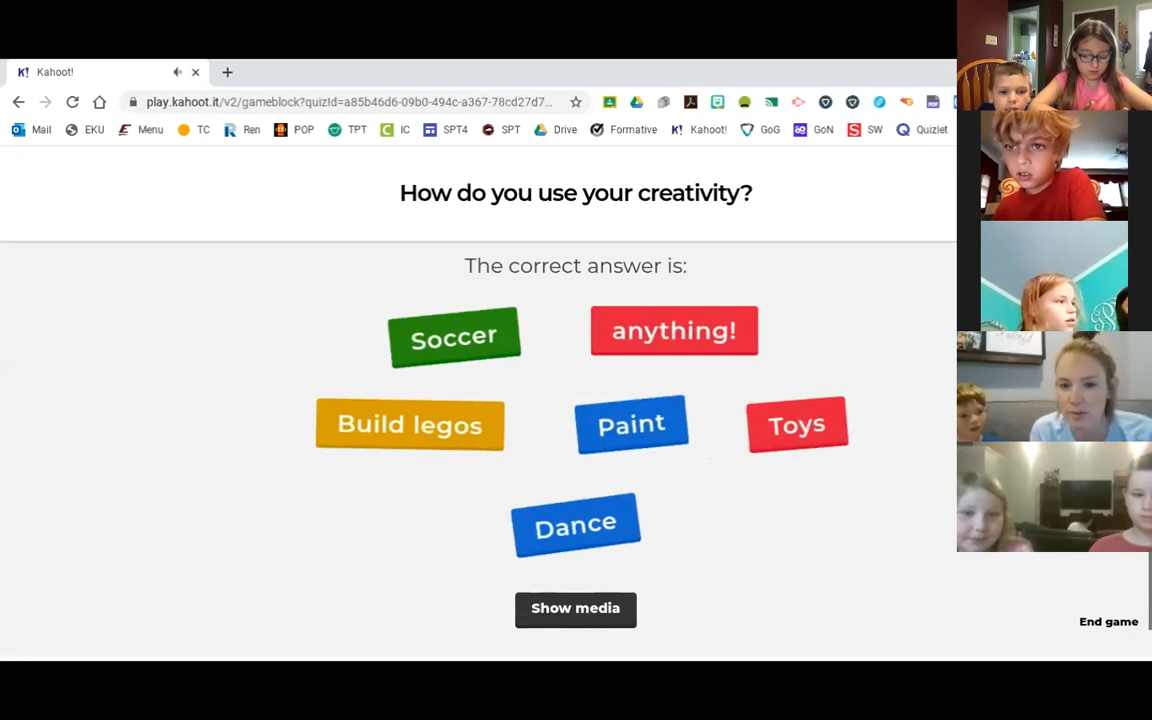 Kahoot!
play.kahoot.it/v2/gameblock?quizId=a85b46d6-09b0-494c-a367-78cd27d7...
Mail EKU Menu TC Ren POP TPT IC SPT4 SPT Drive Formative Kahoot! GoG GoN SW Quizlet
How do you use your creativity?
The correct answer is:
Soccer anything!
Build legos Paint Toys
Dance
Show media
End game